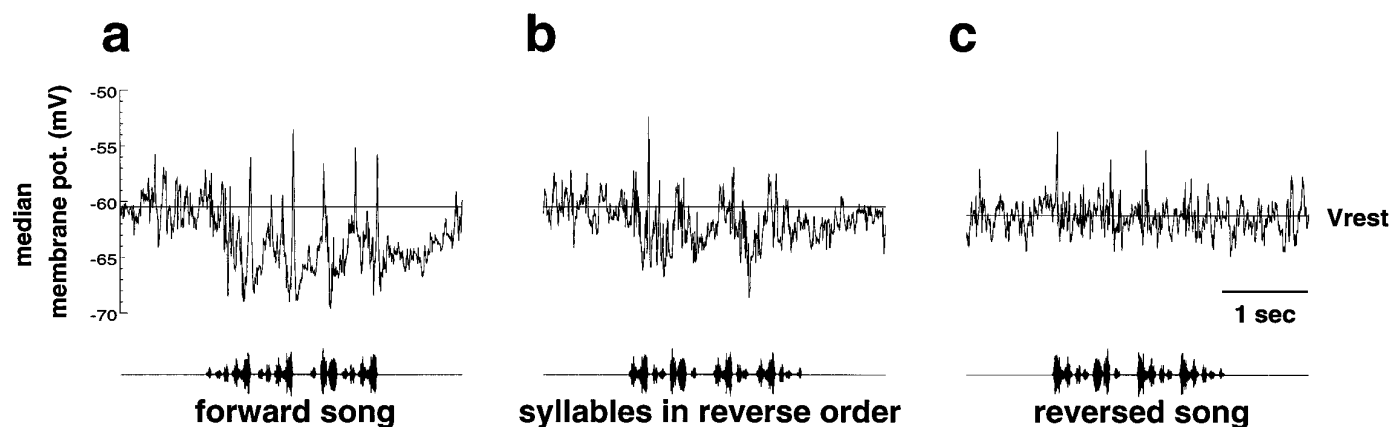 a
b
c
median
membrane pot. (mV)
-50
-55
-60
-65
-70
Vrest
1 sec
forward song
syllables in reverse order
reversed song